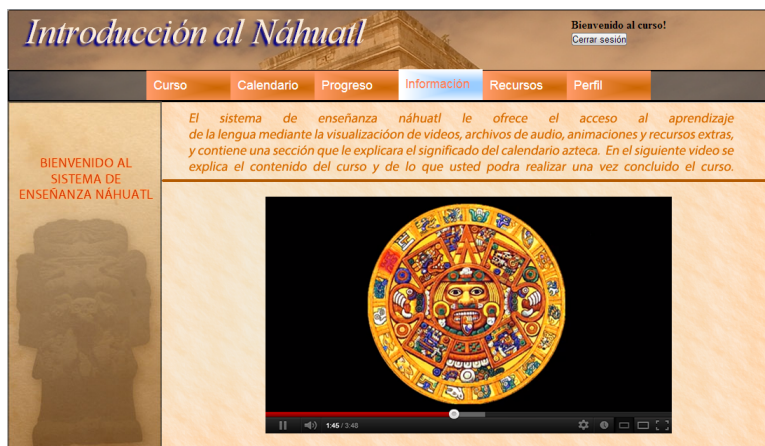 Introducción al Náhuatl
Bienvenido al curso!
Cerrar sesión
Curso
Calendario
Progreso
Información
Recursos
Perfil
BIENVENIDO AL
SISTEMA DE
ENSEÑANZA NÁHUATL
El sistema de enseñanza náhuatl le ofrece el acceso al aprendizaje
de la lengua mediante la visualizacióon de videos, archivos de audio, animaciones y recursos extras,
y contiene una sección que le explicara el significado del calendario azteca. En el siguiente video se
explica el contenido del curso y de lo que usted podra realizar una vez concluido el curso.
1:45 / 3:48